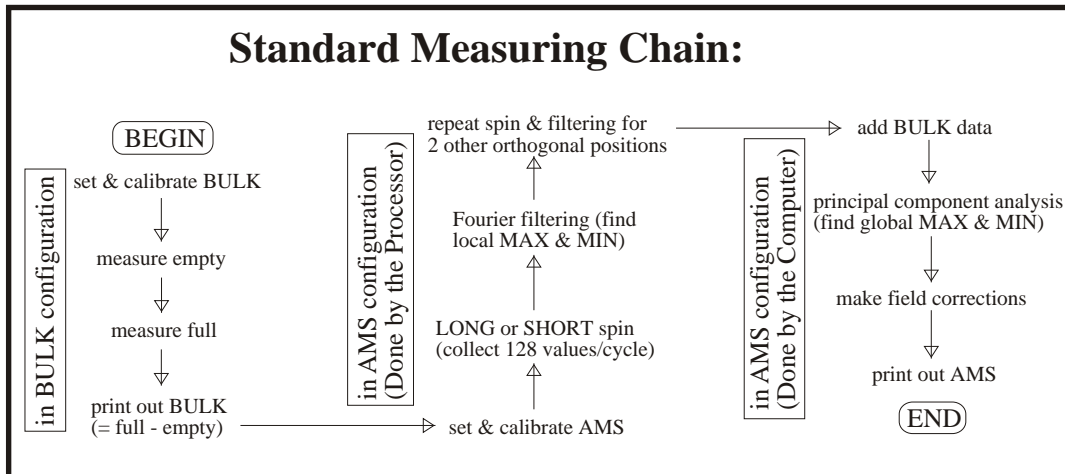 Standard Measuring Chain:
BEGIN
in BULK configuration
set & calibrate BULK
measure empty
measure full
print out BULK
(= full - empty)
in AMS configuration
(Done by the Processor)
set & calibrate AMS
LONG or SHORT spin
(collect 128 values/cycle)
Fourier filtering (find
local MAX & MIN)
repeat spin & filtering for
2 other orthogonal positions
in AMS configuration
(Done by the Computer)
add BULK data
principal component analysis
(find global MAX & MIN)
make field corrections
print out AMS
END